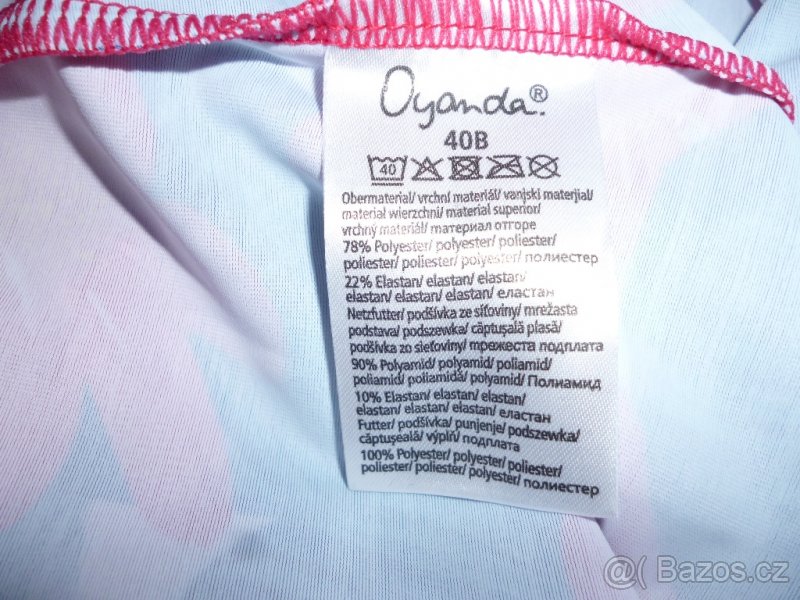 Oyanda®
40B
40
Obermaterial/ vrchní materiál/ vanjski materjial/
materiał wierzchni/ material superior/
vrchný materiál/ материал отгоре
78% Polyester/ polyester/ poliester/
poliester/ poliester/ polyester/ полиестер
22% Elastan/ elastan/ elastan/
elastan/ elastan/ elastan/ еластан
Netzfutter/ podšívka ze síťoviny/ mrežasta
podstava/ podszewka/ căptușală plasă/
podšívka zo sieťoviny/ мрежеста подплата
90% Polyamid/ polyamid/ poliamid/
poliamid/ poliamidă/ polyamid/ Полиамид
10% Elastan/ elastan/ elastan/
elastan/ elastan/ elastan/ еластан
Futter/ podšívka/ punjenje/ podszewka/
căptușeală/ výplň/ подплата
100% Polyester/ polyester/ poliester/
poliester/ poliester/ polyester/ полиестер
@( Bazos.cz